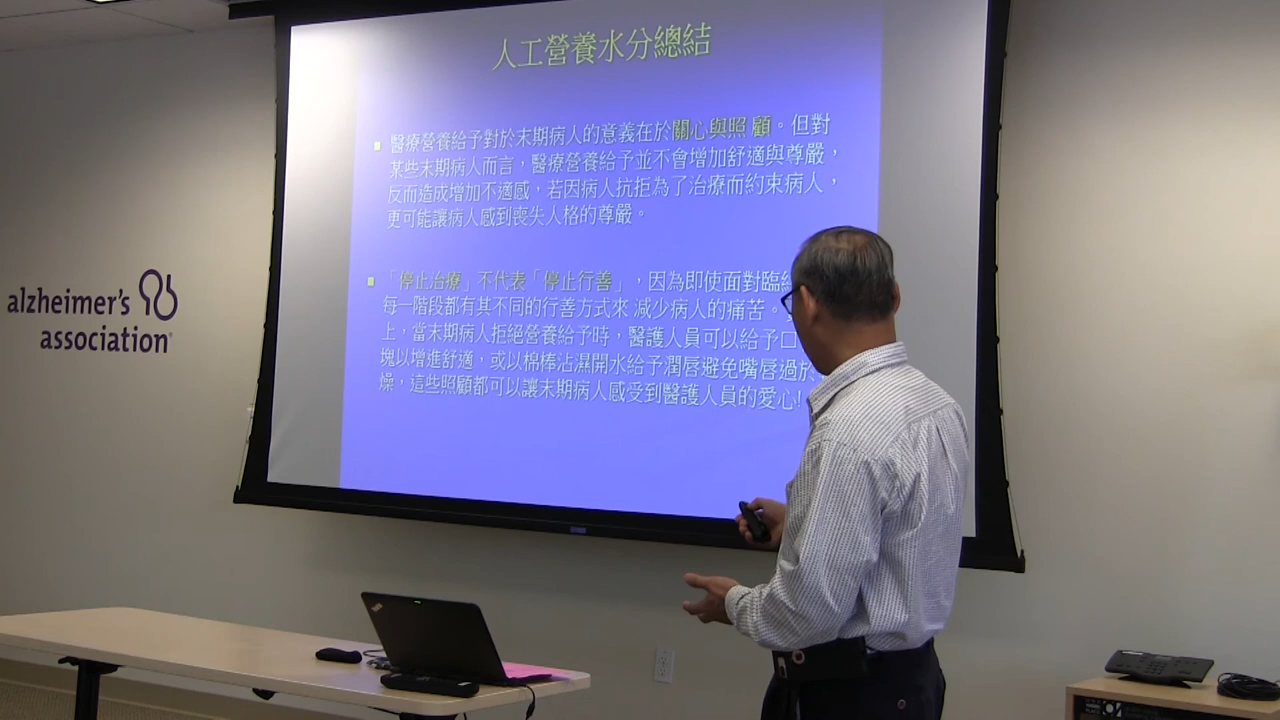 人工營養水分總結
醫療營養給予對於末期病人的意義在於關心與照 顧。但對
某些末期病人而言，醫療營養給予並不會增加舒適與尊嚴，
反而造成增加不適感，若因病人抗拒為了治療而約束病人，
更可能讓病人感到喪失人格的尊嚴。
「停止治療」不代表「停止行善」，因為即使面對臨
每一階段都有其不同的行善方式來 減少病人的痛苦。
上，當末期病人拒絕營養給予時，醫護人員可以給予口
塊以增進舒適，或以棉棒沾濕開水給予潤唇避免嘴唇過於
燥，這些照顧都可以讓末期病人感受到醫護人員的愛心!
alzheimer's
association®